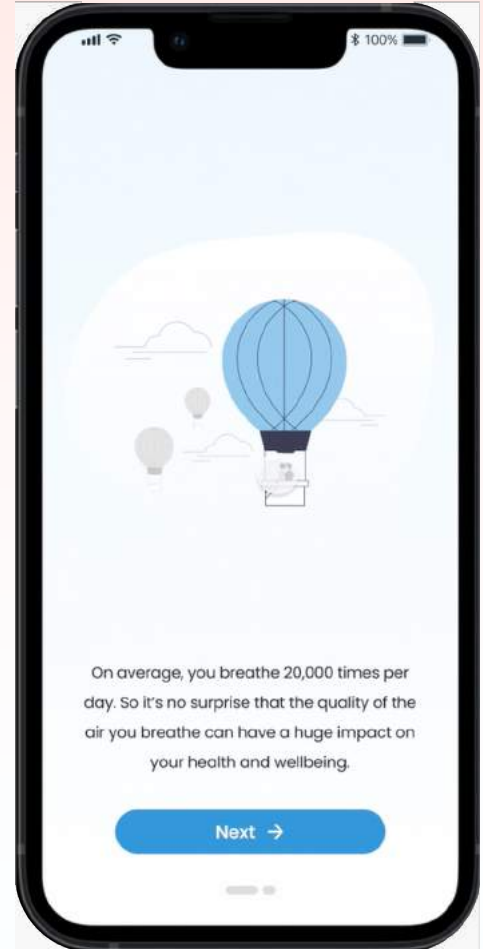 100%
On average, you breathe 20,000 times per
day. So it's no surprise that the quality of the
air you breathe can have a huge impact on
your health and wellbeing.
Next →